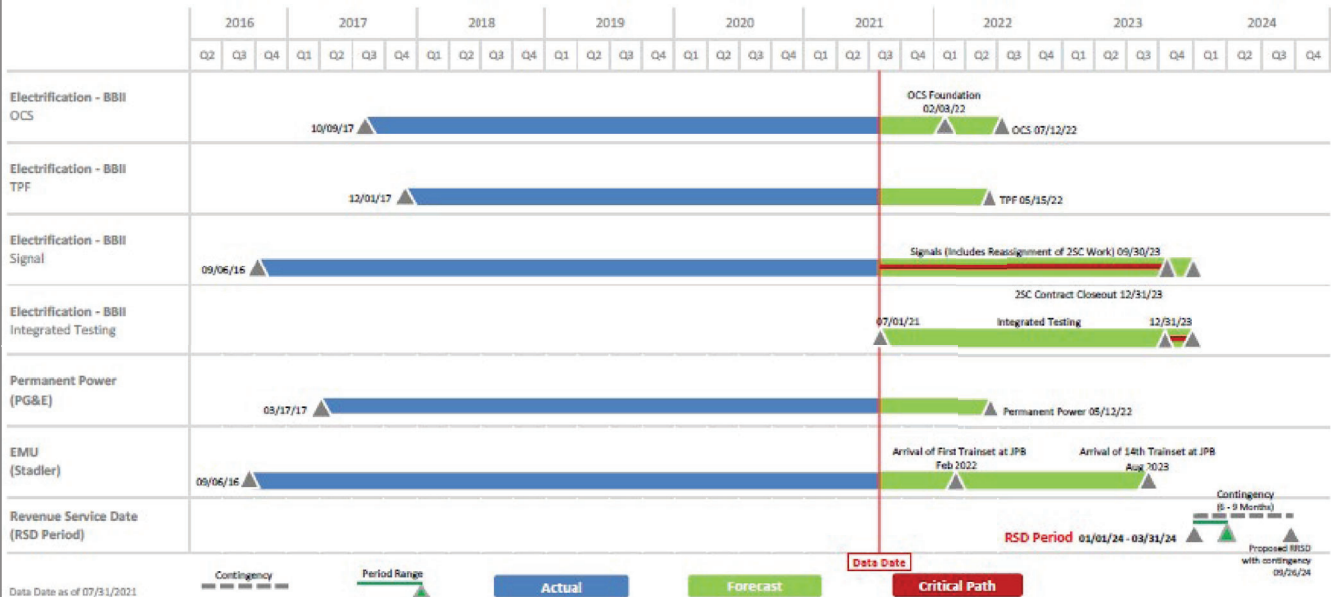 2016 2017 2018 2019 2020 2021 2022 2023 2024
Q2 Q3 Q4 Q1 Q2 Q3 Q4 Q1 Q2 Q3 Q4 Q1 Q2 Q3 Q4 Q1 Q2 Q3 Q4 Q1 Q2 Q3 Q4 Q1 Q2 Q3 Q4 Q1 Q2 Q3 Q4 Q1 Q2 Q3 Q4
Electrification - BBII
OCS
10/09/17
OCS Foundation
02/03/22
OCS 07/12/22
Electrification - BBII
TPF
12/01/17
TPF 05/15/22
Electrification - BBII
Signal
09/06/16
Signals (Includes Reassignment of 2SC Work) 09/30/23
2SC Contract Closeout 12/31/23
Electrification - BBII
Integrated Testing
07/01/21
Integrated Testing
12/31/23
Permanent Power
(PG&E)
03/17/17
Permanent Power 05/12/22
EMU
(Stadler)
09/06/16
Arrival of First Trainset at JPB
Feb 2022
Arrival of 14th Trainset at JPB
Aug 2023
Revenue Service Date
(RSD Period)
RSD Period 01/01/24 - 03/31/24
Contingency
(6 - 9 Months)
Proposed RRSD
with contingency
09/26/24
Data Date
Data Date as of 07/31/2021
Contingency
Period Range
Actual
Forecast
Critical Path